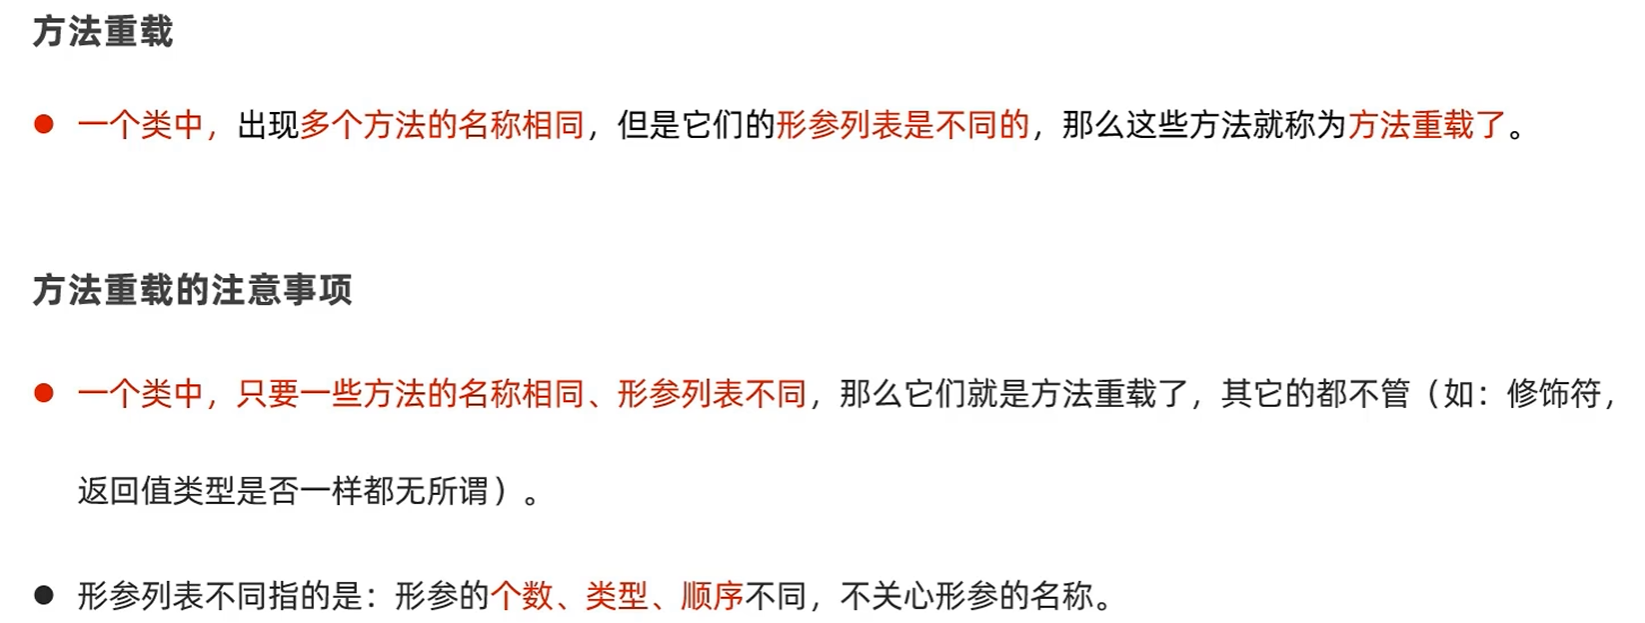 方法重载
● 一个类中，出现多个方法的名称相同，但是它们的形参列表是不同的，那么这些方法就称为方法重载了。
方法重载的注意事项
● 一个类中，只要一些方法的名称相同、形参列表不同，那么它们就是方法重载了，其它的都不管（如：修饰符，
返回值类型是否一样都无所谓）。
● 形参列表不同指的是：形参的个数、类型、顺序不同，不关心形参的名称。